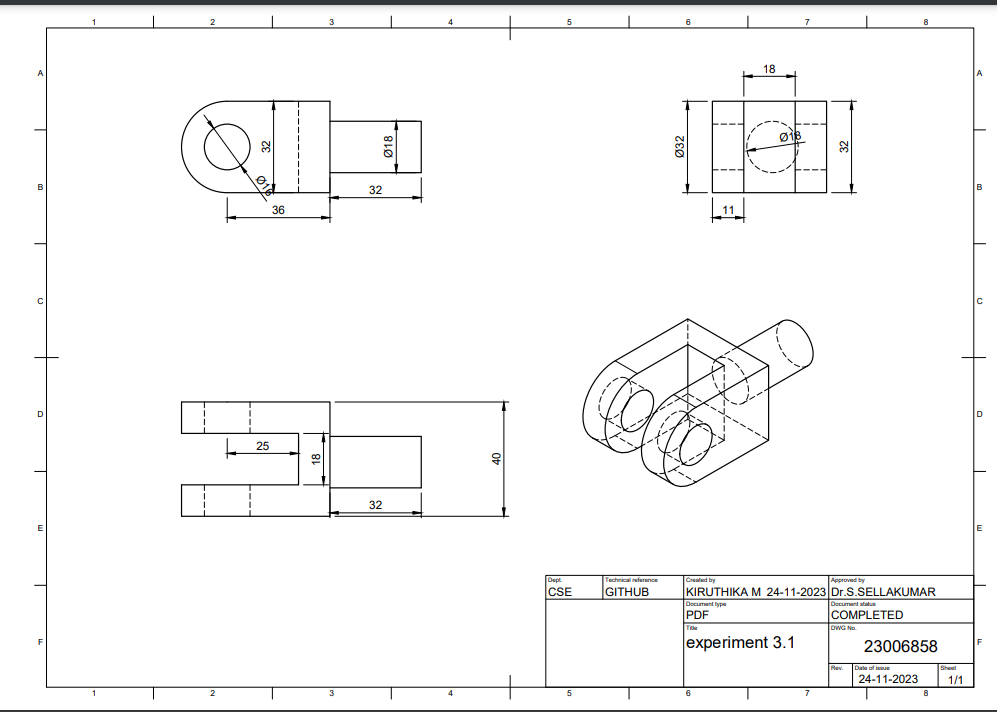 1 2 3 4 5 6 7 8
A A
18
32
Ø18
Ø32
Ø18
32
Ø16
B B
32
36
11
C C
D D
25
18
40
32
E E
Dept. Technical reference Created by Approved by
CSE GITHUB KIRUTHIKA M 24-11-2023 Dr.S.SELLAKUMAR
Document type Document status
PDF COMPLETED
Title DWG No.
experiment 3.1 23006858
F F
Rev. Date of issue Sheet
24-11-2023 1/1
1 2 3 4 5 6 7 8